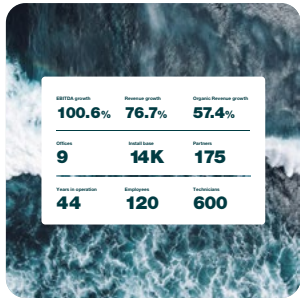 EBITDA growth Revenue growth Organic Revenue growth
100.6% 76.7% 57.4%
Offices Install base Partners
9 14K 175
Years in operation Employees Technicians
44 120 600